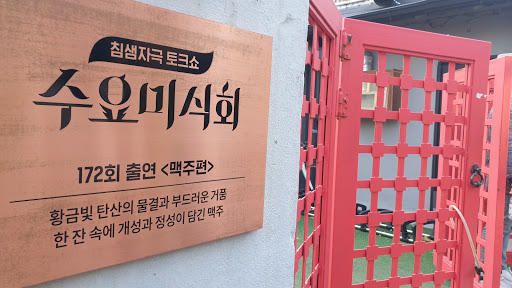 침샘자극 토크쇼
수요미식회
172회 출연 <맥주편>
황금빛 탄산의 물결과 부드러운 거품
한 잔 속에 개성과 정성이 담긴 맥주